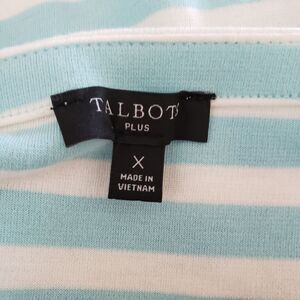 TALBOTS
PLUS
X
MADE IN
VIETNAM